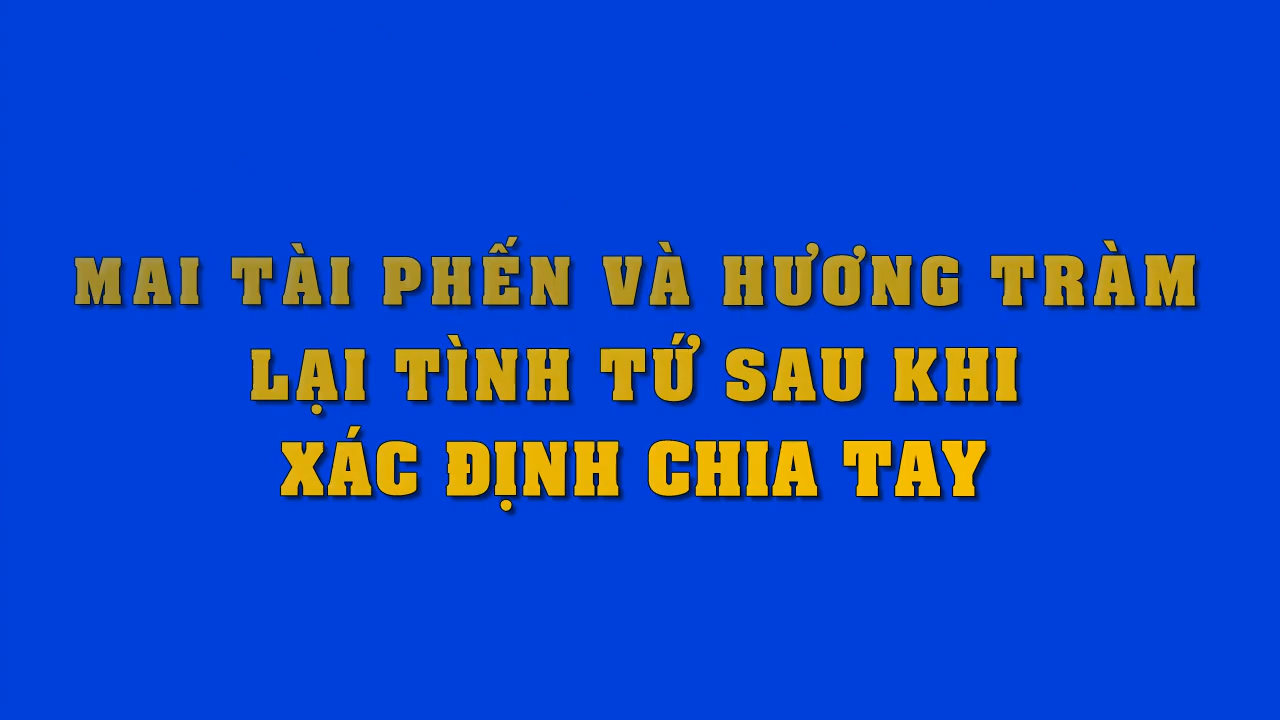 MAI TÀI PHẾN VÀ HƯƠNG TRÀM
LẠI TÌNH TỨ SAU KHI
XÁC ĐỊNH CHIA TAY